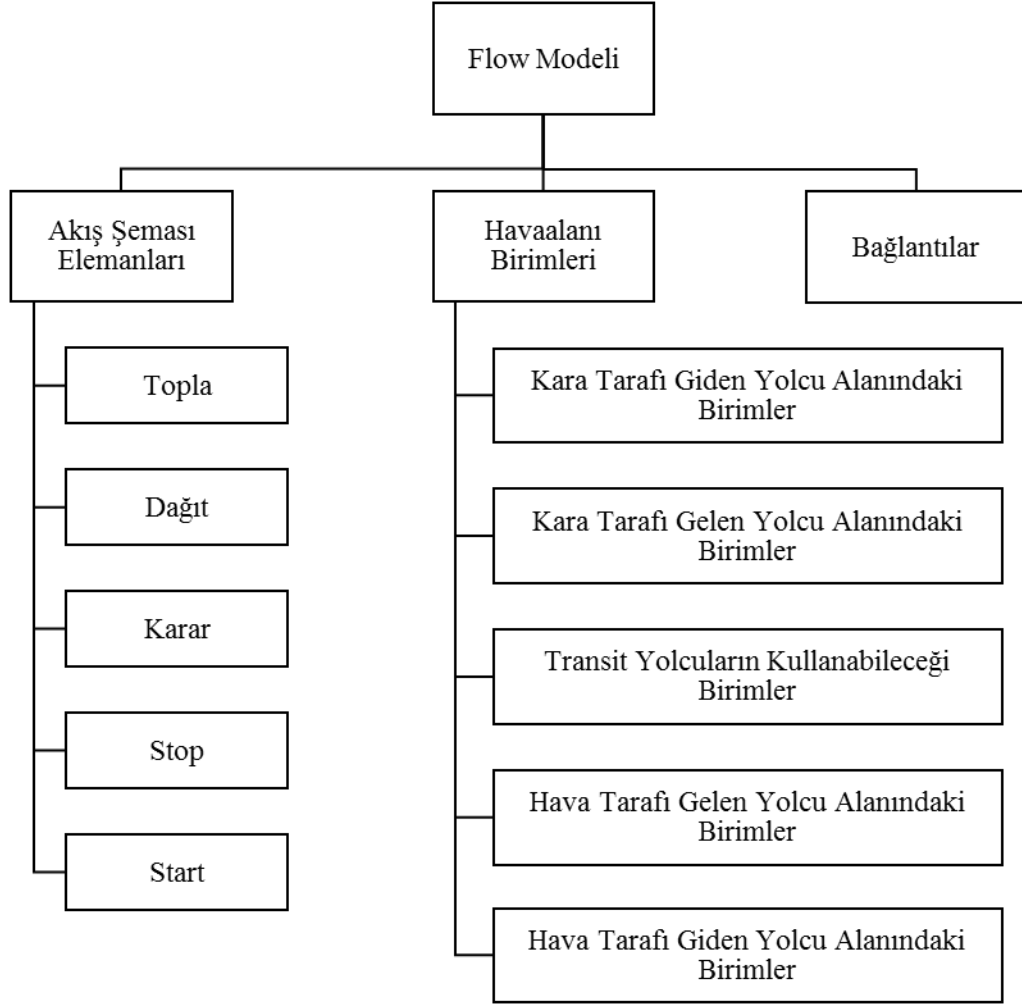 Flow Modeli
Akış Şeması
Elemanları
Topla
Dağıt
Karar
Stop
Start
Havaalanı
Birimleri
Kara Tarafı Giden Yolcu Alanındaki
Birimler
Kara Tarafı Gelen Yolcu Alanındaki
Birimler
Transit Yolcuların Kullanabileceği
Birimler
Hava Tarafı Gelen Yolcu Alanındaki
Birimler
Hava Tarafı Giden Yolcu Alanındaki
Birimler
Bağlantılar